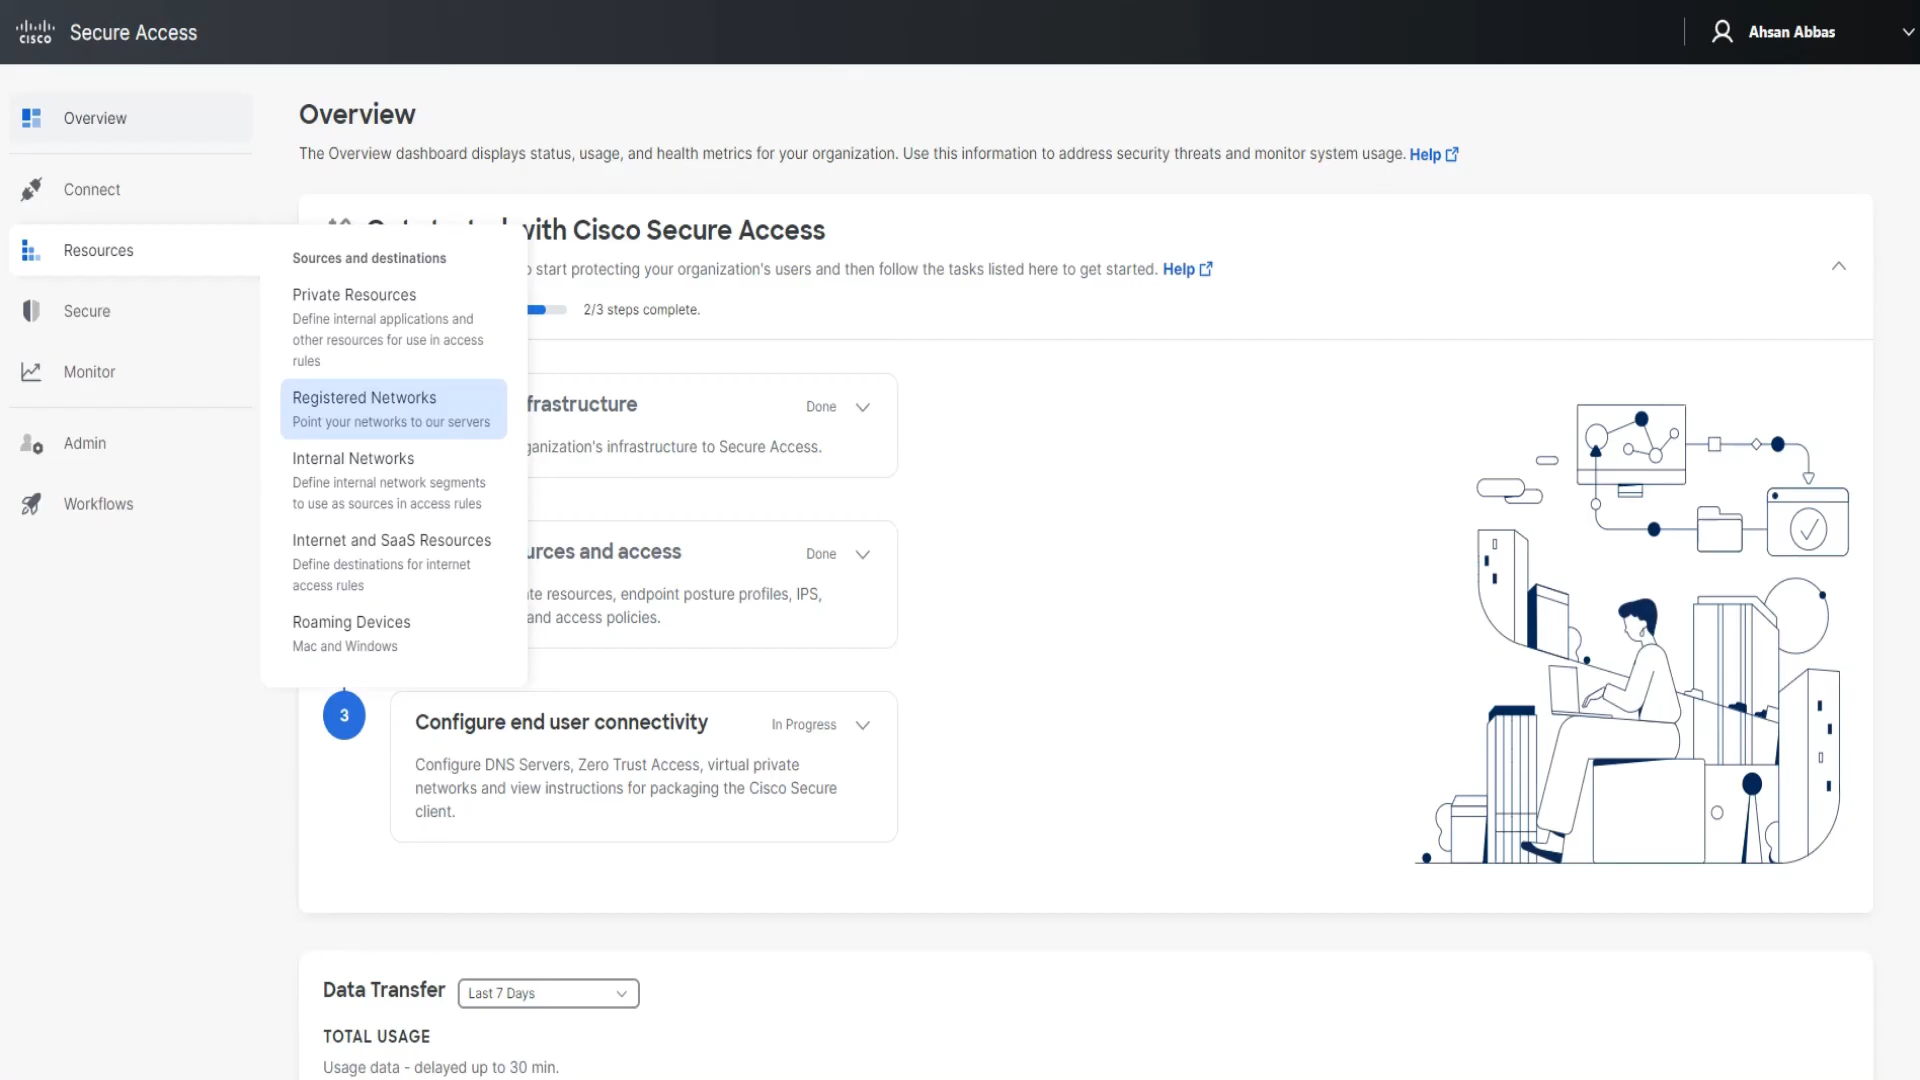 CISCO
Secure Access
Ahsan Abbas
Overview
Connect
Resources
Secure
Monitor
Admin
Workflows
Overview
The Overview dashboard displays status, usage, and health metrics for your organization. Use this information to address security threats and monitor system usage. Help
with Cisco Secure Access
start protecting your organization's users and then follow the tasks listed here to get started. Help
2/3 steps complete.
Sources and destinations
Private Resources
Define internal applications and
other resources for use in access
rules
Registered Networks
Point your networks to our servers
Internal Networks
Define internal network segments
to use as sources in access rules
Internet and SaaS Resources
Define destinations for internet
access rules
Roaming Devices
Mac and Windows
frastructure
Done
ganization's infrastructure to Secure Access.
urces and access
Done
te resources, endpoint posture profiles, IPS,
and access policies.
3
Configure end user connectivity
In Progress
Configure DNS Servers, Zero Trust Access, virtual private
networks and view instructions for packaging the Cisco Secure
client.
Data Transfer
Last 7 Days
TOTAL USAGE
Usage data - delayed up to 30 min.